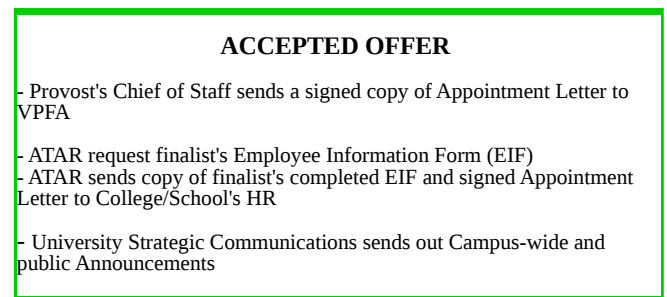 ACCEPTED OFFER
- Provost's Chief of Staff sends a signed copy of Appointment Letter to
VPFA
- ATAR request finalist's Employee Information Form (EIF)
- ATAR sends copy of finalist's completed EIF and signed Appointment
Letter to College/School's HR
- University Strategic Communications sends out Campus-wide and
public Announcements